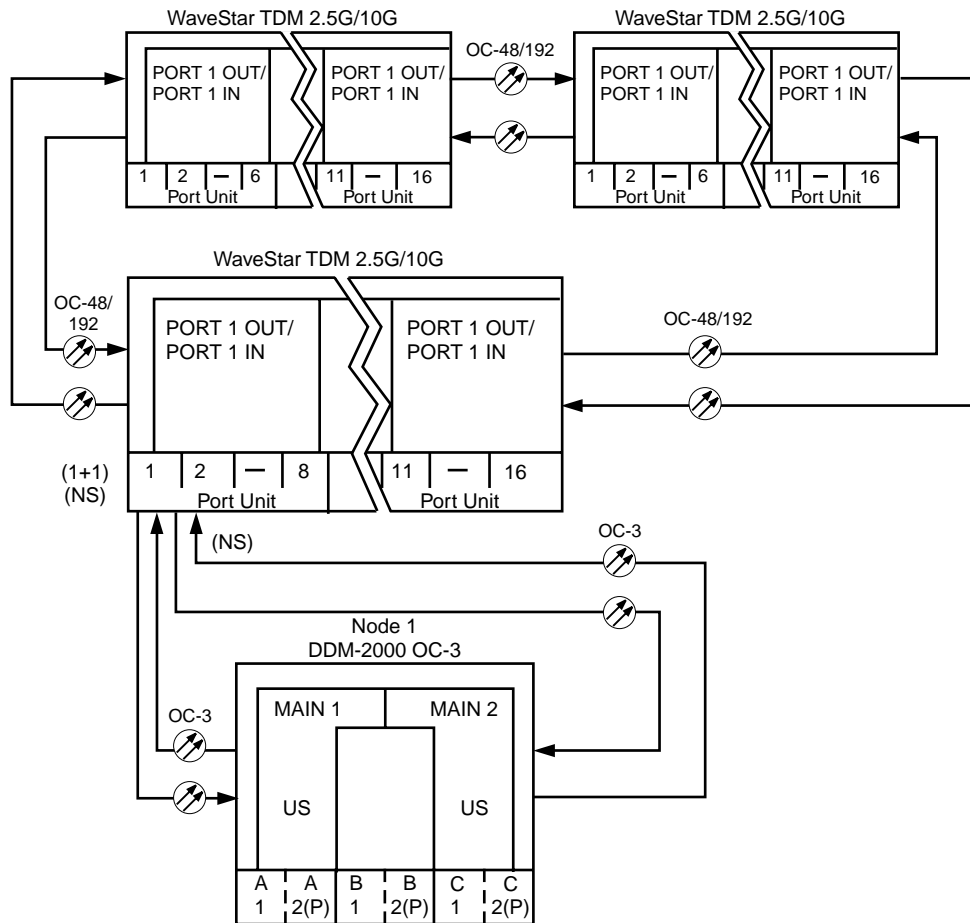 WaveStar TDM 2.5G/10G
WaveStar TDM 2.5G/10G
PORT 1 OUT/
PORT 1 IN
PORT 1 OUT/
PORT 1 IN
OC-48/192
PORT 1 OUT/
PORT 1 IN
PORT 1 OUT/
PORT 1 IN
1 2 – 6 11 – 16
Port Unit Port Unit
1 2 – 6 11 – 16
Port Unit Port Unit
WaveStar TDM 2.5G/10G
OC-48/
192
PORT 1 OUT/
PORT 1 IN
PORT 1 OUT/
PORT 1 IN
OC-48/192
(1+1)
(NS)
1 2 – 8 11 – 16
Port Unit Port Unit
(NS)
OC-3
Node 1
DDM-2000 OC-3
OC-3
MAIN 1 MAIN 2
US US
A A B B C C
1 2(P) 1 2(P) 1 2(P)